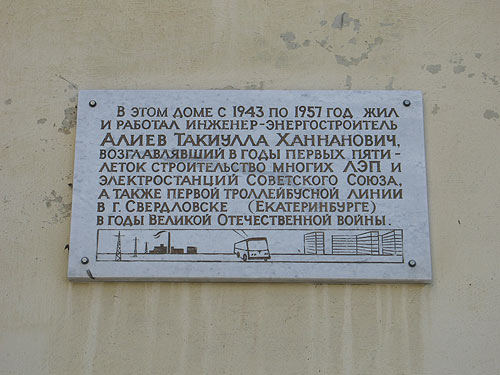 В ЭТОМ ДОМЕ С 1943 ПО 1957 ГОД ЖИЛ
И РАБОТАЛ ИНЖЕНЕР-ЭНЕРГОСТРОИТЕЛЬ
АЛИЕВ ТАКИУЛЛА ХАННАНОВИЧ,
ВОЗГЛАВЛЯВШИЙ В ГОДЫ ПЕРВЫХ ПЯТИ-
ЛЕТОК СТРОИТЕЛЬСТВО МНОГИХ ЛЭП И
ЭЛЕКТРОСТАНЦИЙ СОВЕТСКОГО СОЮЗА,
А ТАКЖЕ ПЕРВОЙ ТРОЛЛЕЙБУСНОЙ ЛИНИИ
В Г. СВЕРДЛОВСКЕ (ЕКАТЕРИНБУРГЕ)
В ГОДЫ ВЕЛИКОЙ ОТЕЧЕСТВЕННОЙ ВОЙНЫ.